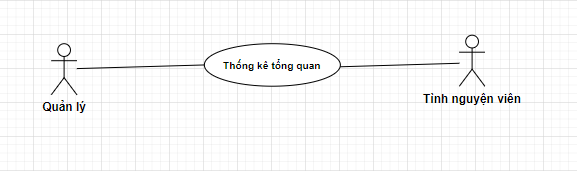 Thống kê tổng quan
Quản lý
Tình nguyện viên